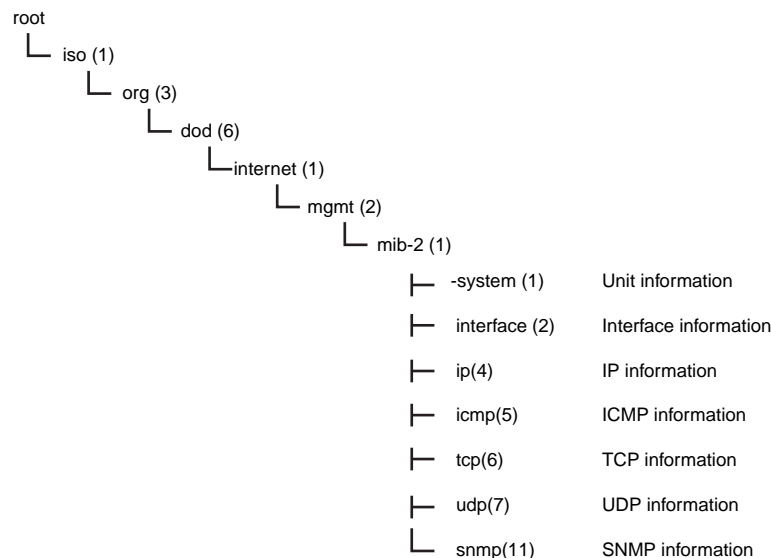 root
iso (1)
org (3)
dod (6)
internet (1)
mgmt (2)
mib-2 (1)
-system (1) Unit information
interface (2) Interface information
ip(4) IP information
icmp(5) ICMP information
tcp(6) TCP information
udp(7) UDP information
snmp(11) SNMP information